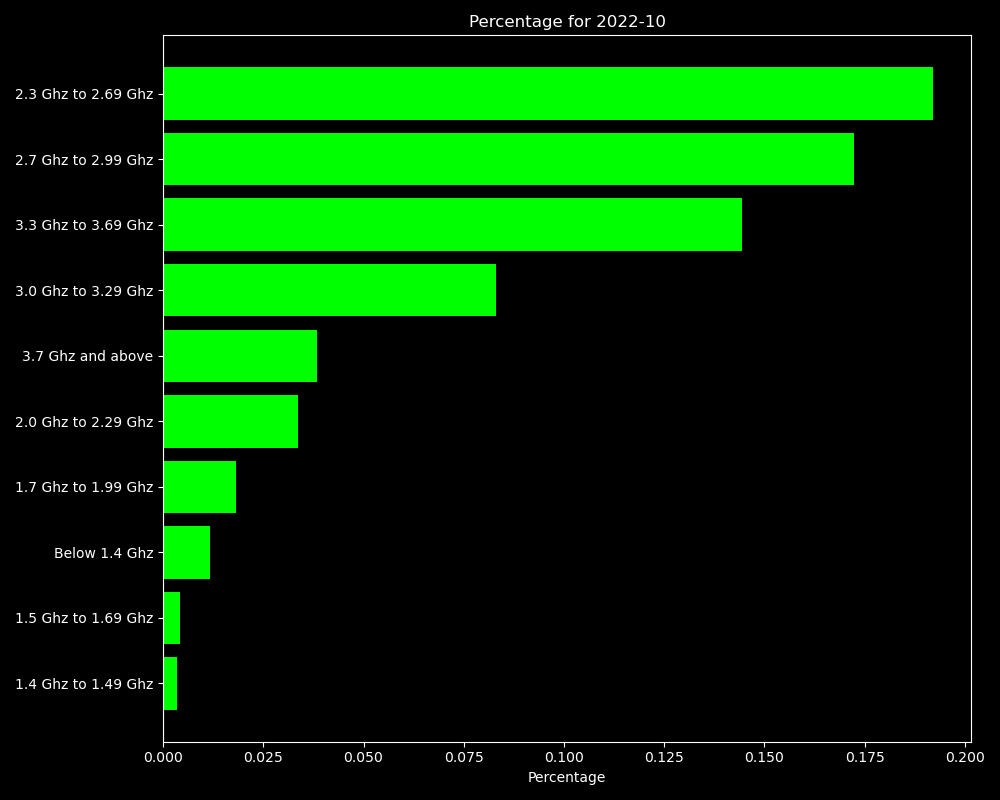 Percentage for 2022-10
2.3 Ghz to 2.69 Ghz
2.7 Ghz to 2.99 Ghz
3.3 Ghz to 3.69 Ghz
3.0 Ghz to 3.29 Ghz
3.7 Ghz and above
2.0 Ghz to 2.29 Ghz
1.7 Ghz to 1.99 Ghz
Below 1.4 Ghz
1.5 Ghz to 1.69 Ghz
1.4 Ghz to 1.49 Ghz
0.000 0.025 0.050 0.075 0.100 0.125 0.150 0.175 0.200
Percentage